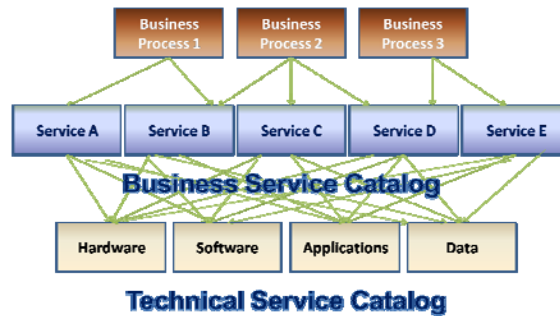 Business
Process 1
Business
Process 2
Business
Process 3
Service A
Service B
Service C
Service D
Service E
Business Service Catalog
Hardware
Software
Applications
Data
Technical Service Catalog